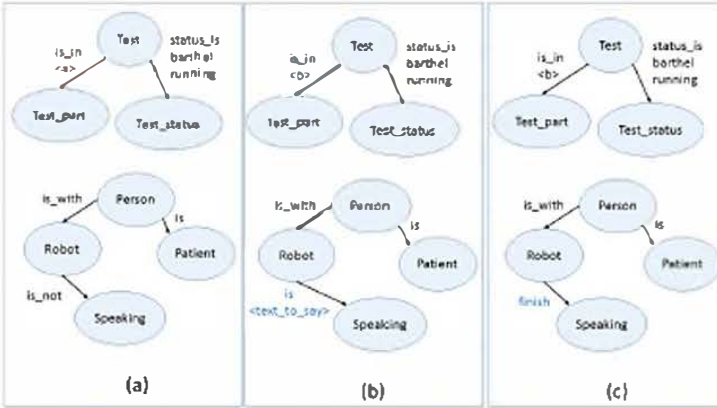 Test
is_in
<a>
status_is
barthel
running
Test_part
Test_status
is_with
Person
is
Robot
Patient
is_not
Speaking
(a)
Test
is_in
<b>
status_is
barthel
running
Test_part
Test_status
is_with
Person
is
Robot
Patient
is
<text_to_say>
Speaking
(b)
Test
is_in
<b>
status_is
barthel
running
Test_part
Test_status
is_with
Person
is
Robot
Patient
finish
Speaking
(c)